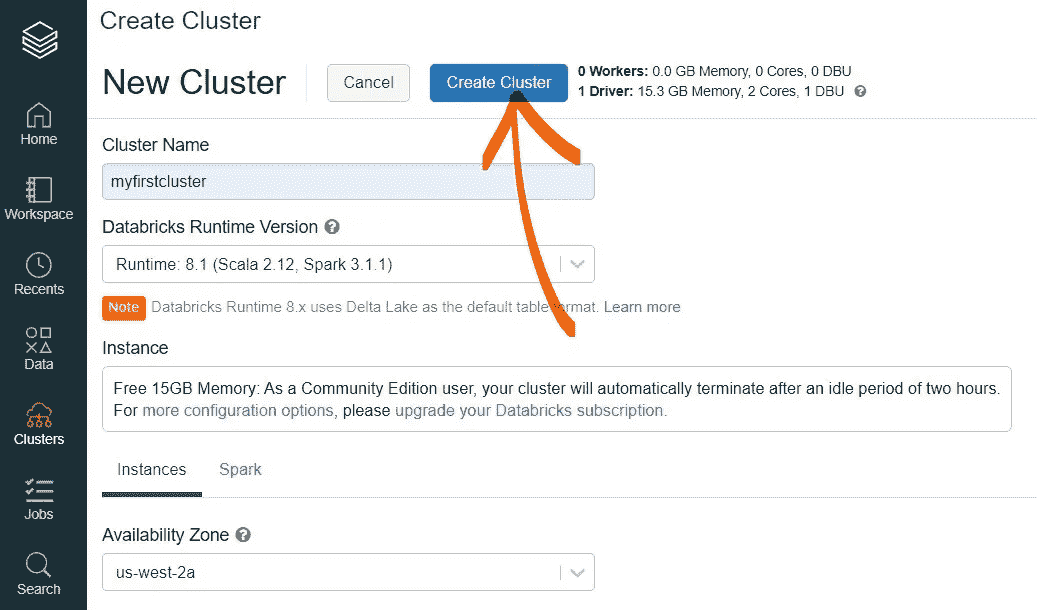 Create Cluster
New Cluster
Cancel
Create Cluster
0 Workers: 0.0 GB Memory, 0 Cores, 0 DBU
1 Driver: 15.3 GB Memory, 2 Cores, 1 DBU ?
Home
Workspace
Recents
Data
Clusters
Jobs
Search
Cluster Name
myfirstcluster
Databricks Runtime Version ?
Runtime: 8.1 (Scala 2.12, Spark 3.1.1)
Note Databricks Runtime 8.x uses Delta Lake as the default table format. Learn more
Instance
Free 15GB Memory: As a Community Edition user, your cluster will automatically terminate after an idle period of two hours.
For more configuration options, please upgrade your Databricks subscription.
Instances Spark
Availability Zone ?
us-west-2a